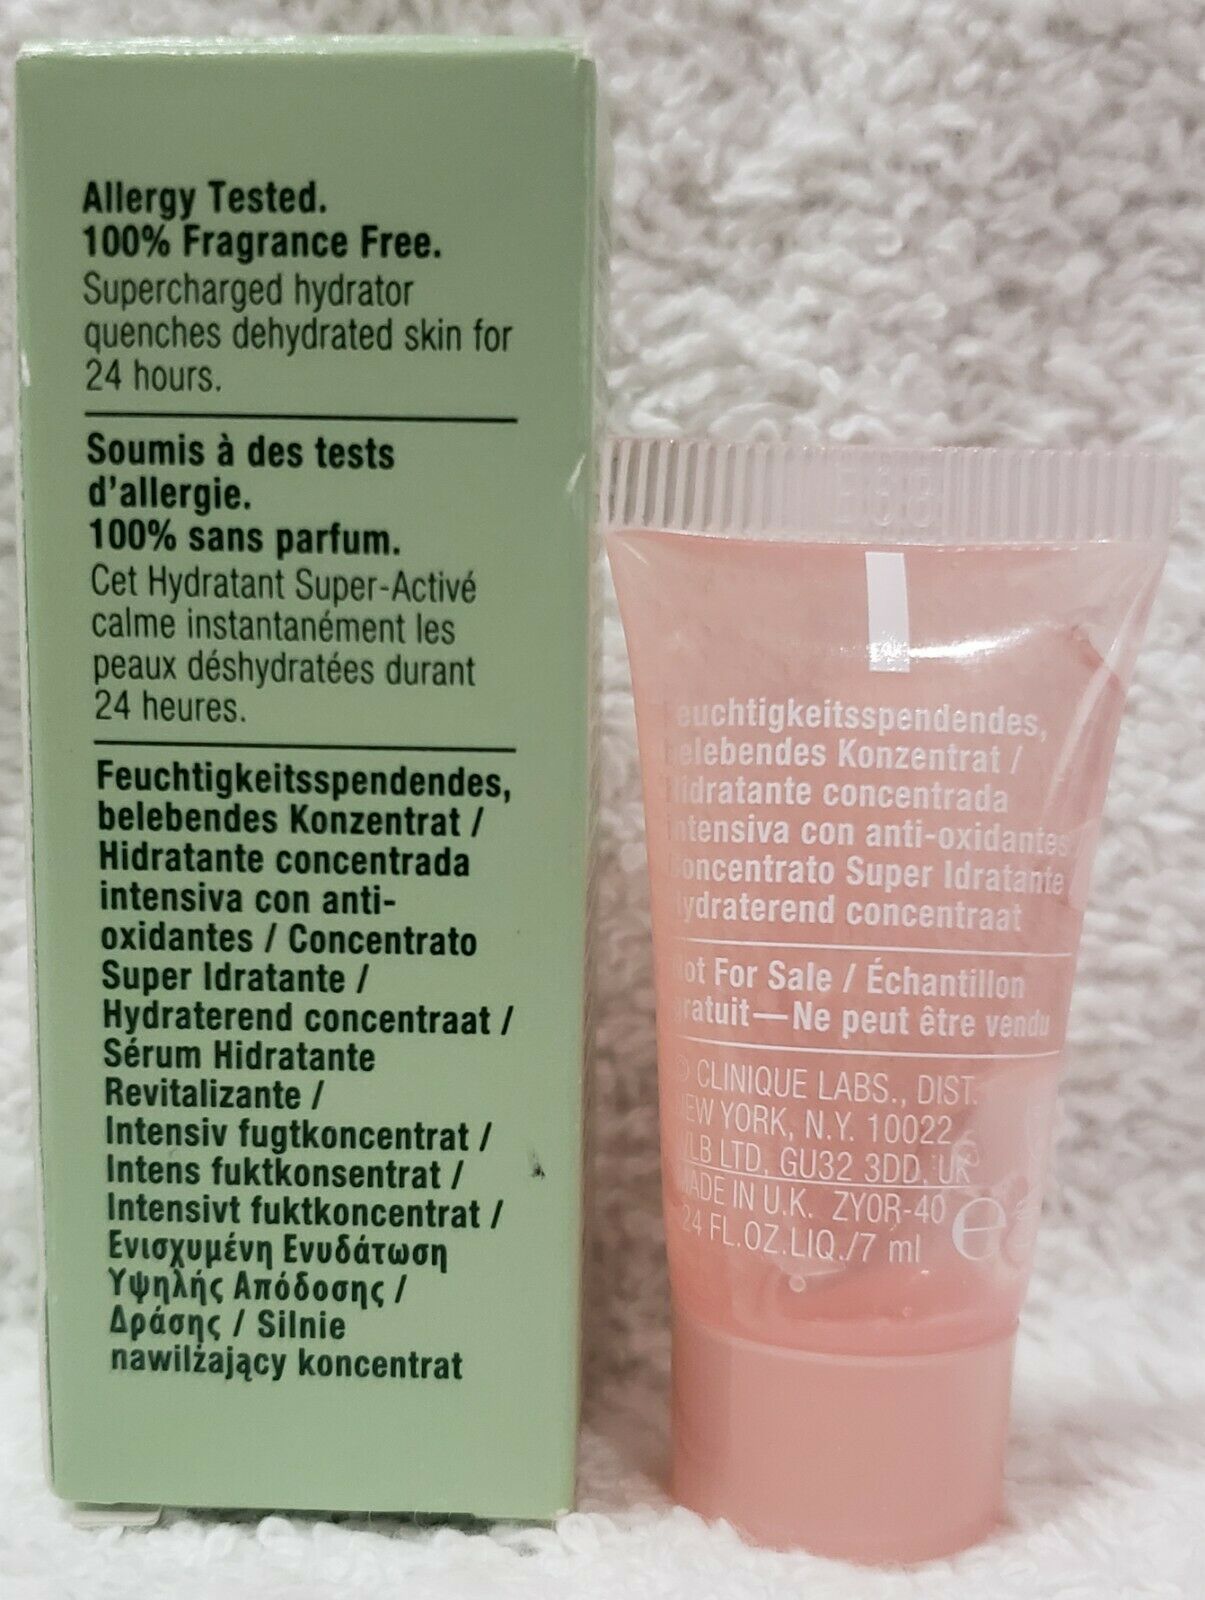 Allergy Tested.
100% Fragrance Free.
Supercharged hydrator
quenches dehydrated skin for
24 hours.
Soumis à des tests
d'allergie.
100% sans parfum.
Cet Hydratant Super-Activé
calme instantanément les
peaux déshydratées durant
24 heures.
Feuchtigkeitsspendendes,
belebendes Konzentrat /
Hidratante concentrada
intensiva con anti-
oxidantes / Concentrato
Super Idratante /
Hydraterend concentraat /
Sérum Hidratante
Revitalizante /
Intensiv fugtkoncentrat /
Intens fuktkonsentrat /
Intensivt fuktkoncentrat /
Ενισχυμένη Ενυδάτωση
Υψηλής Απόδοσης /
Δράσης / Silnie
nawilżający koncentrat
Feuchtigkeitsspendendes,
belebendes Konzentrat /
Hidratante concentrada
intensiva con anti-oxidantes /
Concentrato Super Idratante /
Hydraterend concentraat
Not For Sale / Échantillon
gratuit—Ne peut être vendu
© CLINIQUE LABS., DIST.
NEW YORK, N.Y. 10022
LTD, GU32 3DD, UK
MADE IN U.K. ZYOR-40
.24 FL.OZ.LIQ./7 ml e